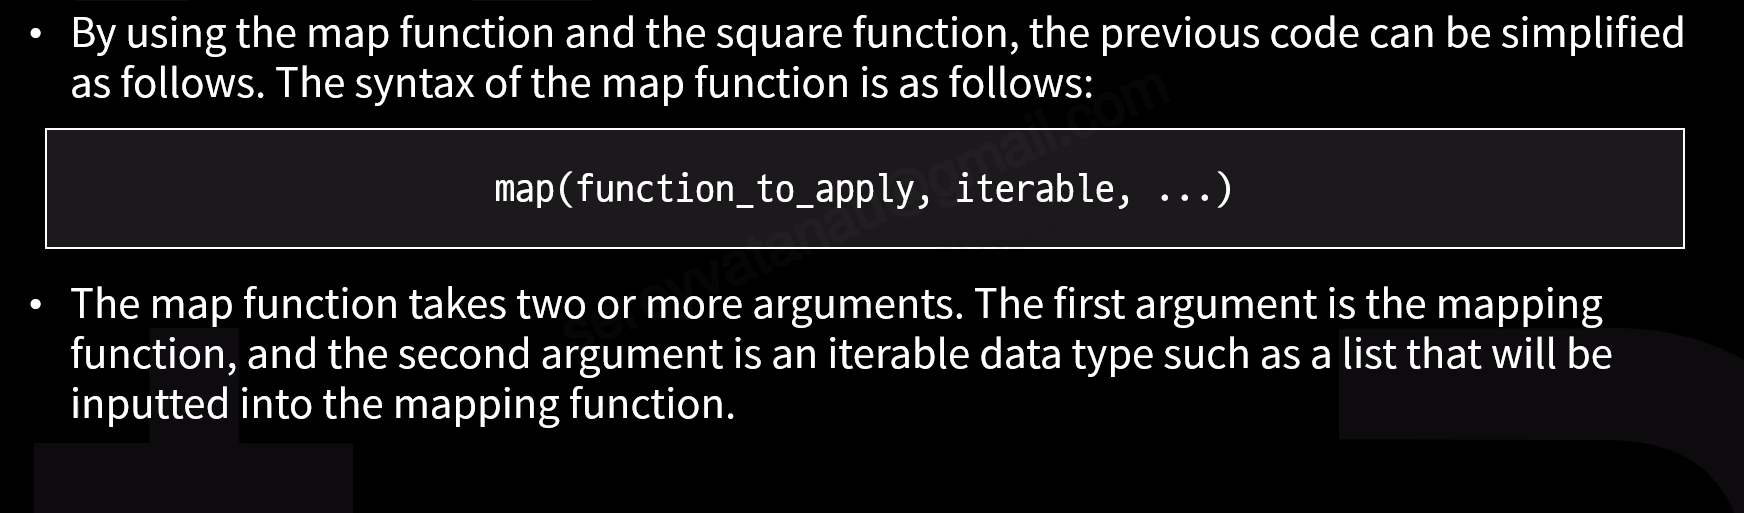 • By using the map function and the square function, the previous code can be simplified
as follows. The syntax of the map function is as follows:
map(function_to_apply, iterable, ...)
• The map function takes two or more arguments. The first argument is the mapping
function, and the second argument is an iterable data type such as a list that will be
inputted into the mapping function.